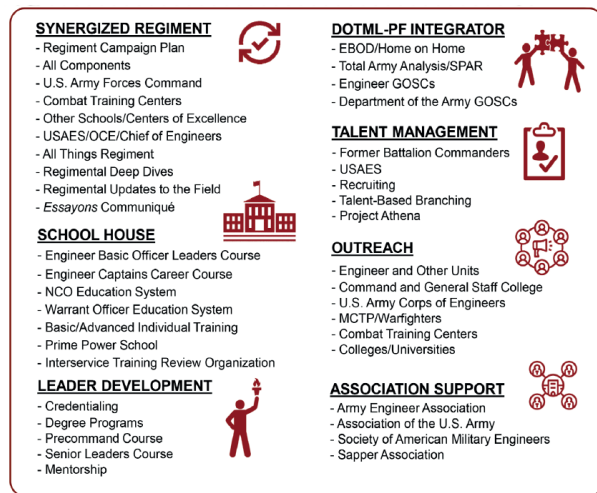 SYNERGIZED REGIMENT
- Regiment Campaign Plan
- All Components
- U.S. Army Forces Command
- Combat Training Centers
- Other Schools/Centers of Excellence
- USAES/OCE/Chief of Engineers
- All Things Regiment
- Regimental Deep Dives
- Regimental Updates to the Field
- Essayons Communiqué
SCHOOL HOUSE
- Engineer Basic Officer Leaders Course
- Engineer Captains Career Course
- NCO Education System
- Warrant Officer Education System
- Basic/Advanced Individual Training
- Prime Power School
- Interservice Training Review Organization
LEADER DEVELOPMENT
- Credentialing
- Degree Programs
- Precommand Course
- Senior Leaders Course
- Mentorship
DOTML-PF INTEGRATOR
- EBOD/Home on Home
- Total Army Analysis/SPAR
- Engineer GOSCs
- Department of the Army GOSCs
TALENT MANAGEMENT
- Former Battalion Commanders
- USAES
- Recruiting
- Talent-Based Branching
- Project Athena
OUTREACH
- Engineer and Other Units
- Command and General Staff College
- U.S. Army Corps of Engineers
- MCTP/Warfighters
- Combat Training Centers
- Colleges/Universities
ASSOCIATION SUPPORT
- Army Engineer Association
- Association of the U.S. Army
- Society of American Military Engineers
- Sapper Association